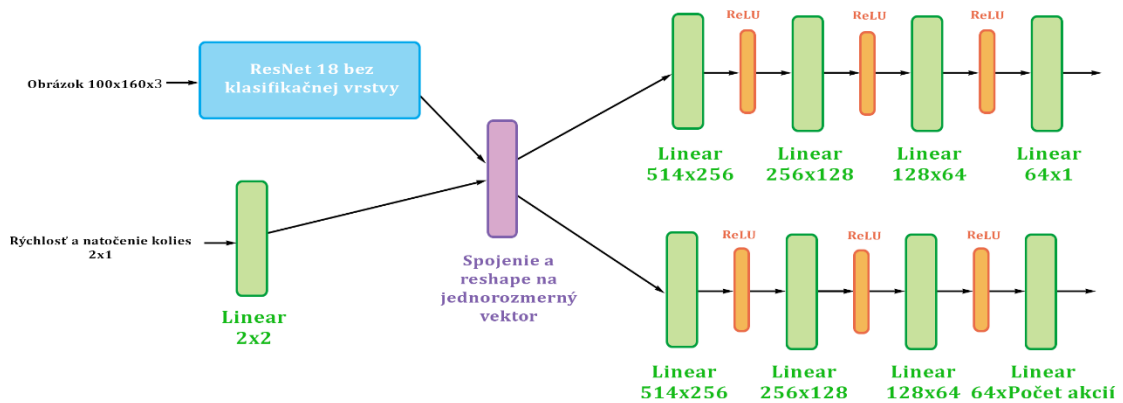 Obrázok 100x160x3
ResNet 18 bez
klasifikačnej vrstvy
Rýchlosť a natočenie kolies
2x1
Linear
2x2
Spojenie a
reshape na
jednorozmerný
vektor
ReLU
ReLU
ReLU
Linear
514x256
Linear
256x128
Linear
128x64
Linear
64x1
ReLU
ReLU
ReLU
Linear
514x256
Linear
256x128
Linear
128x64
Linear
64xPočet akcií